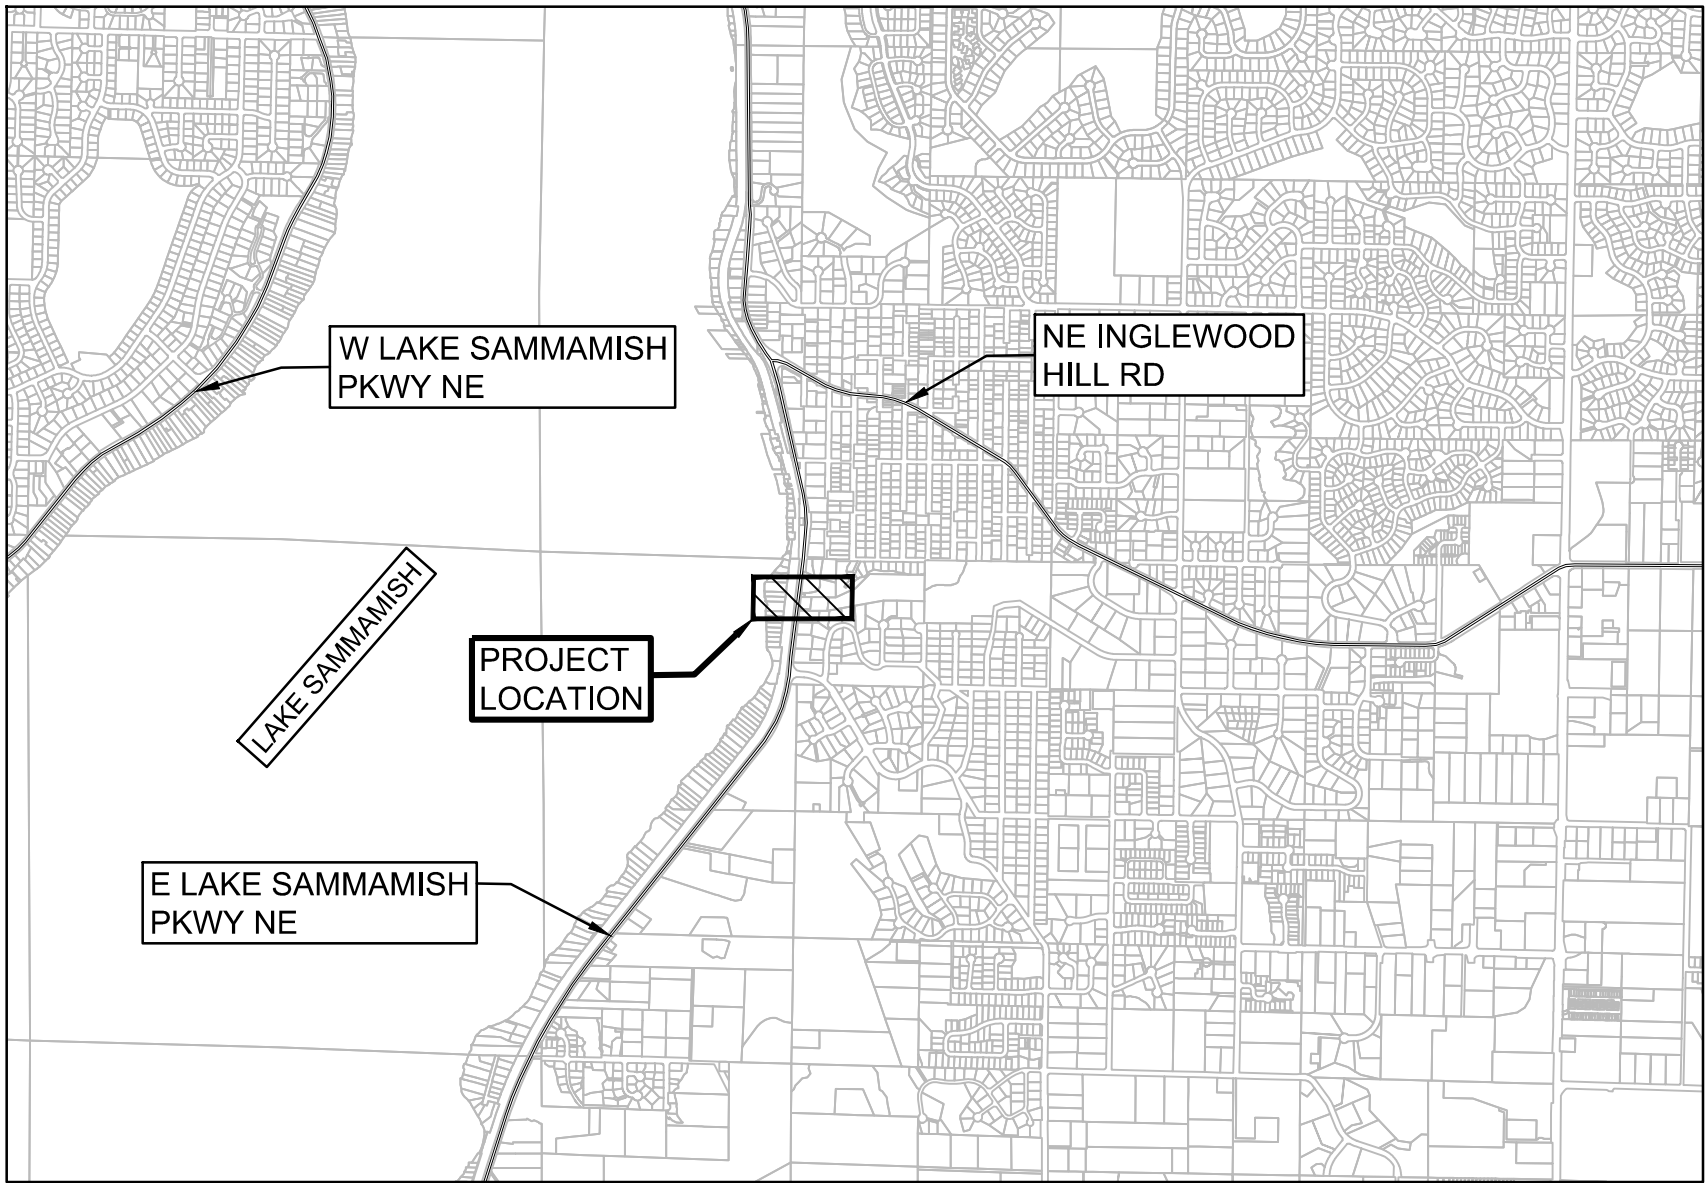 W LAKE SAMMAMISH
PKWY NE
NE INGLEWOOD
HILL RD
LAKE SAMMAMISH
PROJECT
LOCATION
E LAKE SAMMAMISH
PKWY NE